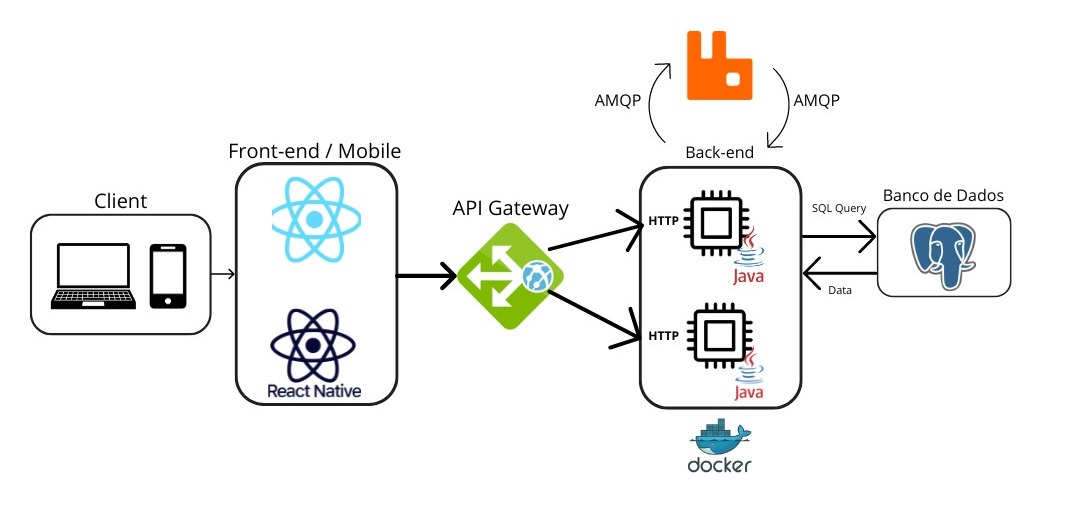 AMQP
AMQP
Front-end / Mobile
Back-end
Client
API Gateway
Banco de Dados
SQL Query
HTTP
Java
Data
HTTP
React Native
Java
docker